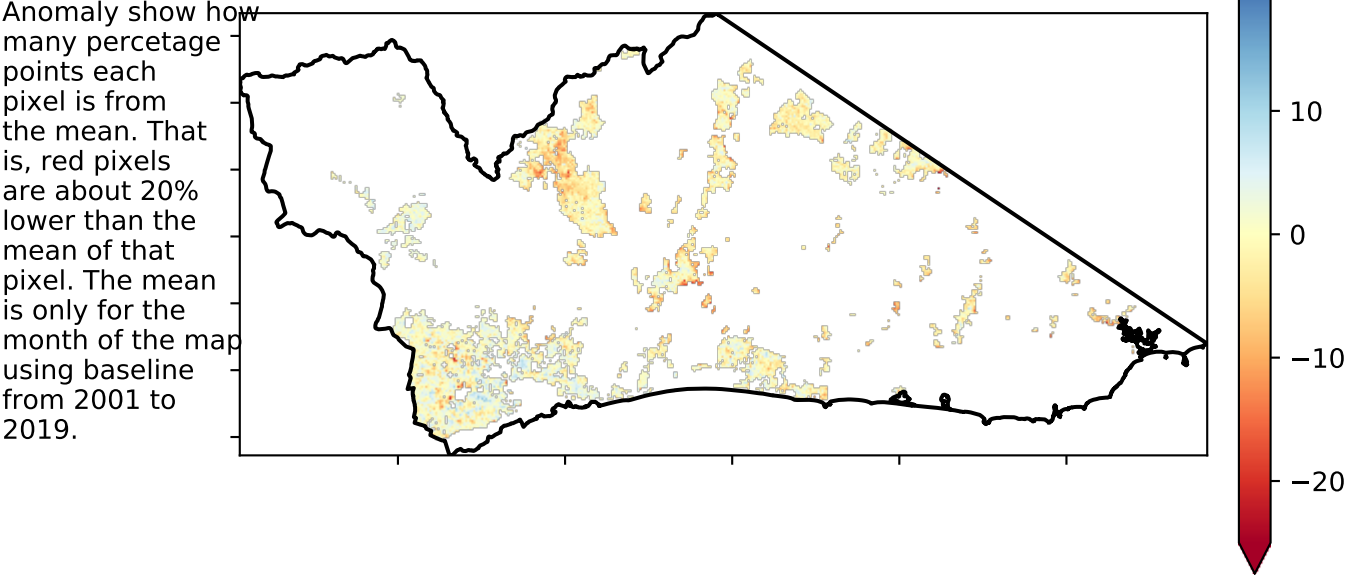 Anomaly show how
many percetage
points each
pixel is from
the mean. That
is, red pixels
are about 20%
lower than the
mean of that
pixel. The mean
is only for the
month of the map
using baseline
from 2001 to
2019.
10
0
−10
−20